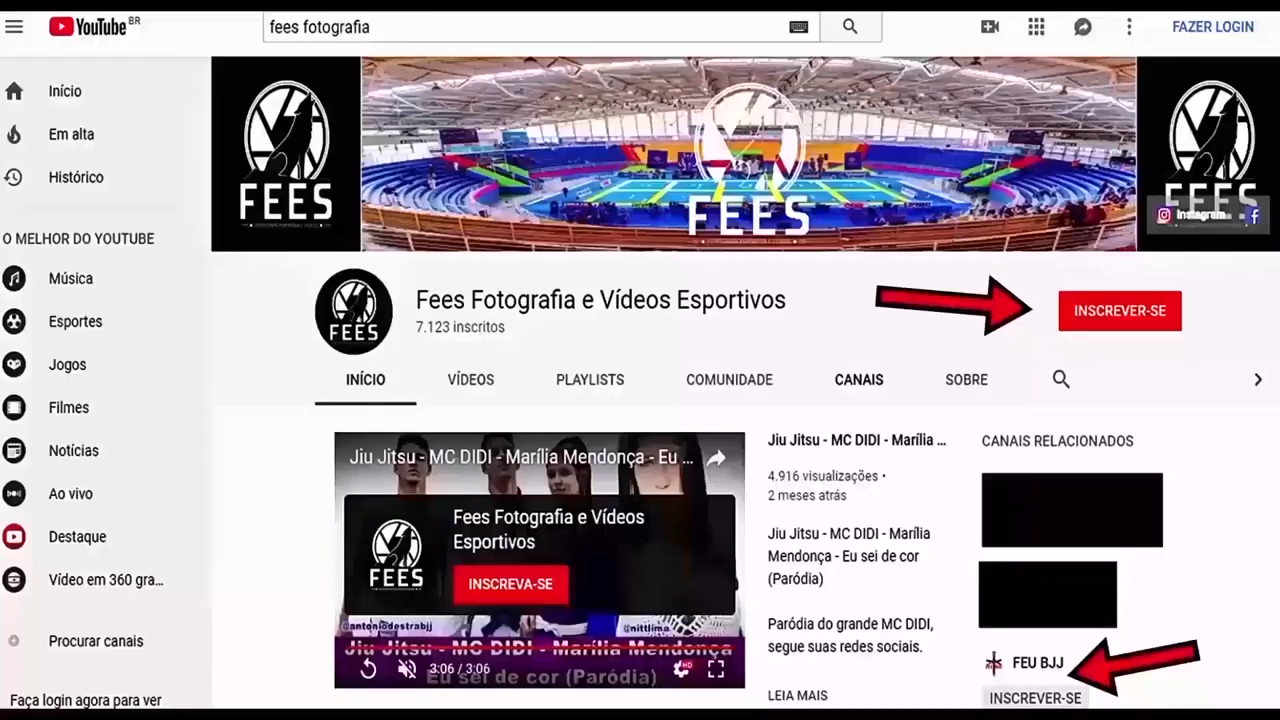 YouTube BR
fees fotografia
FAZER LOGIN
Início
Em alta
Histórico
O MELHOR DO YOUTUBE
Música
Esportes
Jogos
Filmes
Notícias
Ao vivo
Destaque
Vídeo em 360 gra...
Procurar canais
Faça login agora para ver
FEES
FEES
FEES
Instagram
FEES
Fees Fotografia e Vídeos Esportivos
7.123 inscritos
INSCREVER-SE
INÍCIO
VÍDEOS
PLAYLISTS
COMUNIDADE
CANAIS
SOBRE
Jiu Jitsu - MC DIDI - Marília Mendonça - Eu ...
FEES
Fees Fotografia e Vídeos
Esportivos
INSCREVA-SE
@antoniodestrabjj
@nittlima
Jiu Jitsu - MC DIDI - Marília Mendonça
3:06 / 3:06
HD
Eu sei de cor (Paródia)
Jiu Jitsu - MC DIDI - Marília ...
4.916 visualizações •
2 meses atrás
Jiu Jitsu - MC DIDI - Marília
Mendonça - Eu sei de cor
(Paródia)
Paródia do grande MC DIDI,
segue suas redes sociais.
LEIA MAIS
CANAIS RELACIONADOS
FEU BJJ
INSCREVER-SE